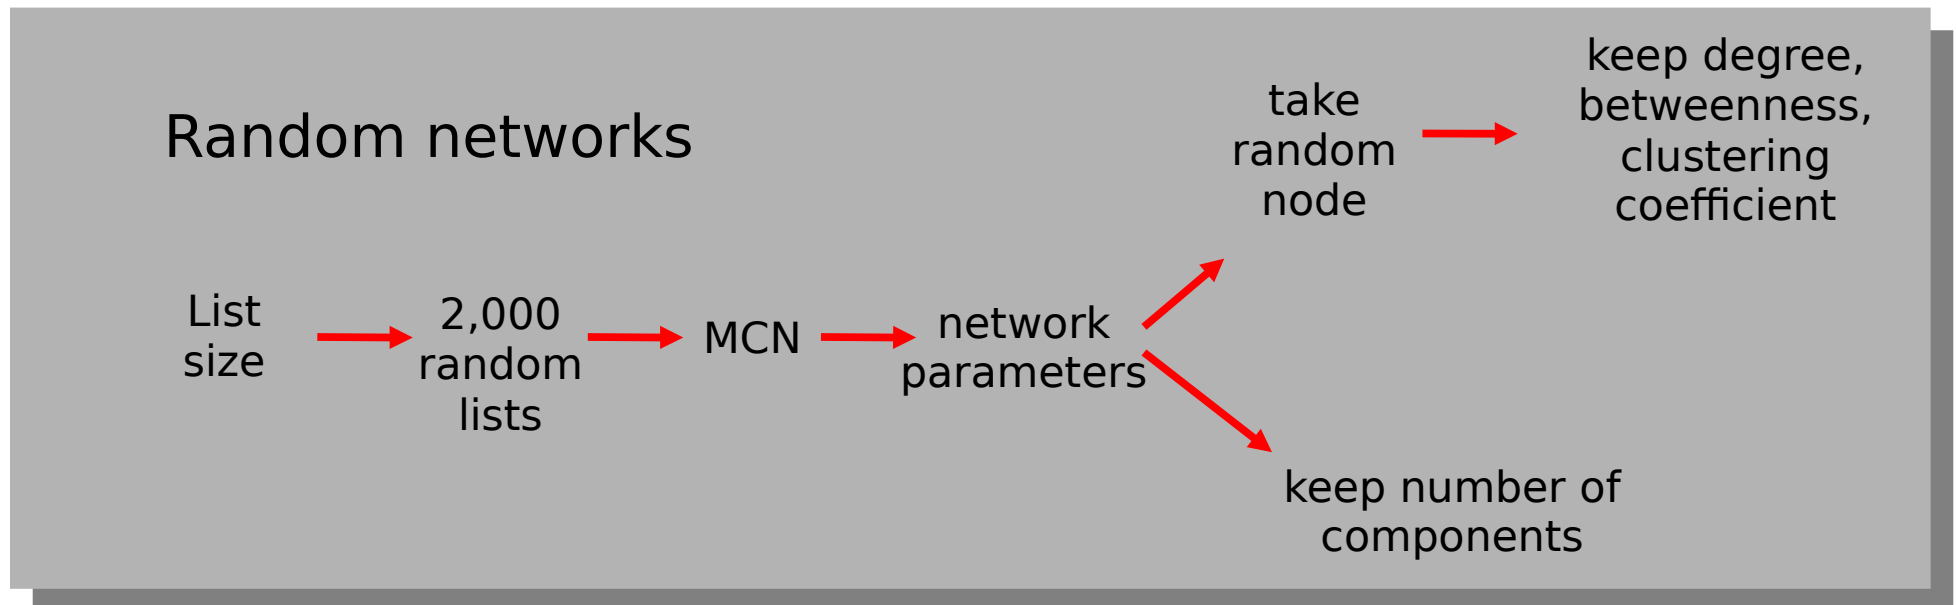 Random networks
List
size
2,000
random
lists
MCN
network
parameters
take
random
node
keep degree,
betweenness,
clustering
coefficient
keep number of
components